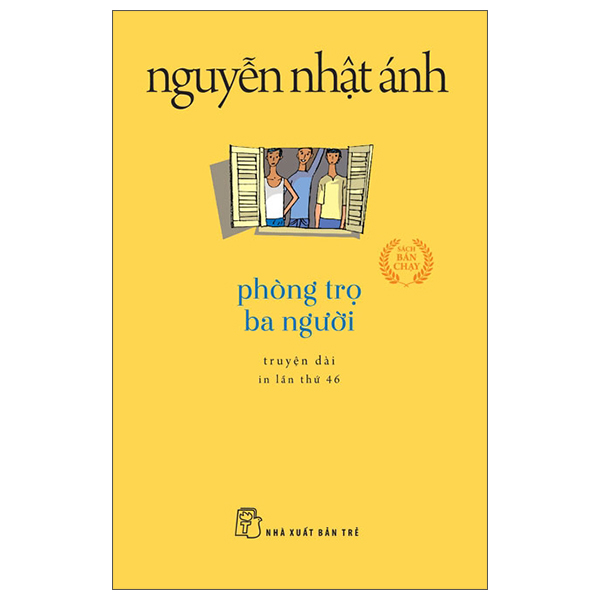 nguyễn nhật ánh
SÁCH
BÁN
CHẠY
phòng trọ
ba người
truyện dài
in lần thứ 46
NHÀ XUẤT BẢN TRẺ